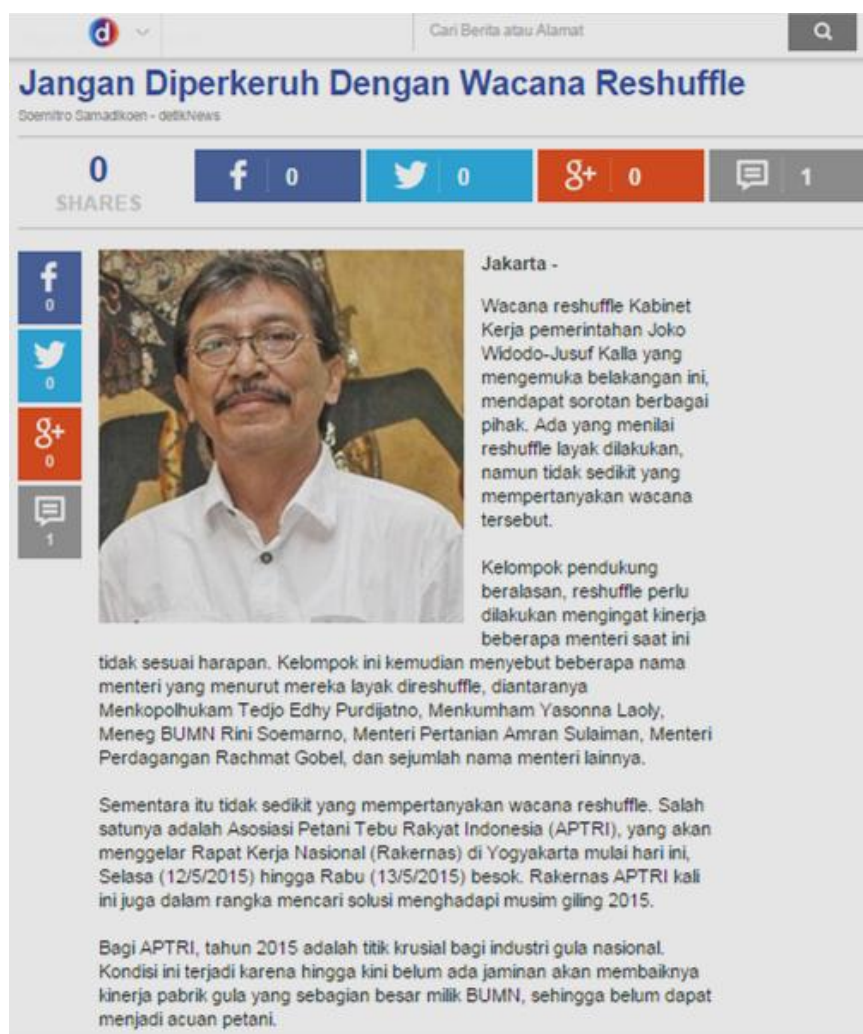 d
Cari Berita atau Alamat
Jangan Diperkeruh Dengan Wacana Reshuffle
Soemitro Samadikoen - detikNews
0
SHARES
f 0
0
g+ 0
1
f
0
0
g+
0
1
Jakarta -
Wacana reshuffle Kabinet
Kerja pemerintahan Joko
Widodo-Jusuf Kalla yang
mengemuka belakangan ini,
mendapat sorotan berbagai
pihak. Ada yang menilai
reshuffle layak dilakukan,
namun tidak sedikit yang
mempertanyakan wacana
tersebut.
Kelompok pendukung
beralasan, reshuffle perlu
dilakukan mengingat kinerja
beberapa menteri saat ini
tidak sesuai harapan. Kelompok ini kemudian menyebut beberapa nama
menteri yang menurut mereka layak direshuffle, diantaranya
Menkopolhukam Tedjo Edhy Purdijatno, Menkumham Yasonna Laoly,
Meneg BUMN Rini Soemarno, Menteri Pertanian Amran Sulaiman, Menteri
Perdagangan Rachmat Gobel, dan sejumlah nama menteri lainnya.
Sementara itu tidak sedikit yang mempertanyakan wacana reshuffle. Salah
satunya adalah Asosiasi Petani Tebu Rakyat Indonesia (APTRI), yang akan
menggelar Rapat Kerja Nasional (Rakernas) di Yogyakarta mulai hari ini,
Selasa (12/5/2015) hingga Rabu (13/5/2015) besok. Rakernas APTRI kali
ini juga dalam rangka mencari solusi menghadapi musim giling 2015.
Bagi APTRI, tahun 2015 adalah titik krusial bagi industri gula nasional.
Kondisi ini terjadi karena hingga kini belum ada jaminan akan membaiknya
kinerja pabrik gula yang sebagian besar milik BUMN, sehingga belum dapat
menjadi acuan petani.